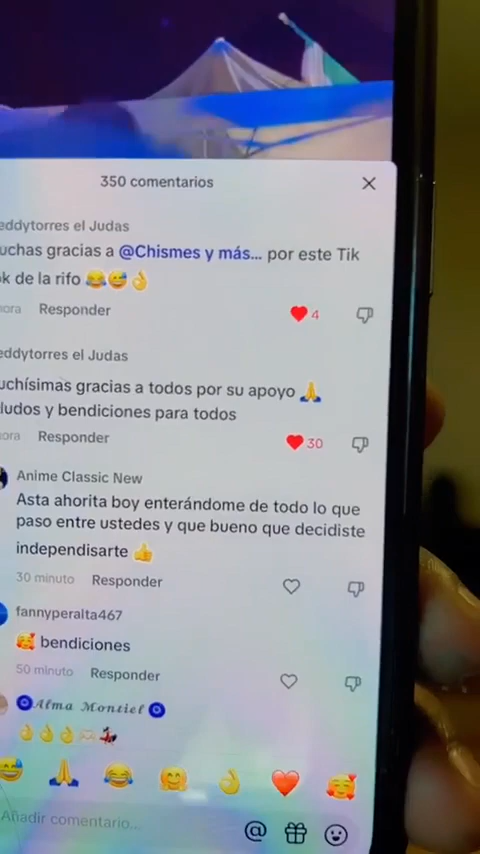 350 comentarios
eddytorres el Judas
uchas gracias a @Chismes y más... por este Tik
ok de la rifo 😂😅👌
ora Responder 4
eddytorres el Judas
uchísimas gracias a todos por su apoyo 🙏
ludos y bendiciones para todos
ora Responder 30
Anime Classic New
Asta ahorita boy enterándome de todo lo que
paso entre ustedes y que bueno que decidiste
independisarte 👍
30 minuto Responder
fannyperalta467
🥰 bendiciones
50 minuto Responder
🧿𝓐𝓵𝓶𝓪 𝓜𝓸𝓷𝓽𝓲𝓮𝓵🧿
👌👌👌🫶🏻💃🏻
😅🙏😂🤗👌❤️🥰
Añadir comentario... @